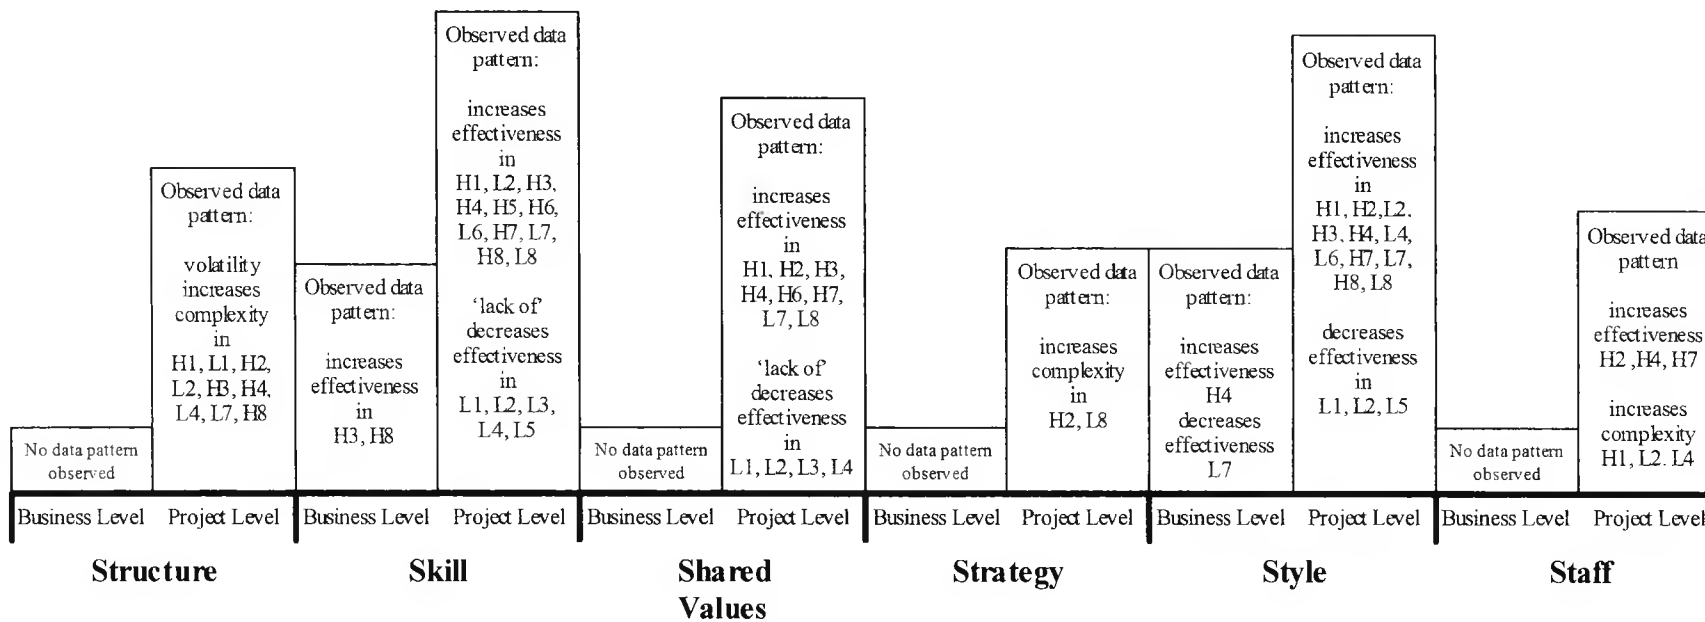 No data pattern
observed
Observed data
pattern:
volatility
increases
complexity
in
H1, L1, H2,
L2, H3, H4,
L4, L7, H8
Observed data
pattern:
increases
effectiveness
in
H3, H8
Observed data
pattern:
increases
effectiveness
in
H1, L2, H3,
H4, H5, H6,
L6, H7, L7,
H8, L8
'lack of'
decreases
effectiveness
in
L1, L2, L3,
L4, L5
No data pattern
observed
Observed data
pattern:
increases
effectiveness
in
H1, H2, H3,
H4, H6, H7,
L7, L8
'lack of'
decreases
effectiveness
in
L1, L2, L3, L4
No data pattern
observed
Observed data
pattern:
increases
complexity
in
H2, L8
Observed data
pattern:
increases
effectiveness
H4
decreases
effectiveness
L7
Observed data
pattern:
increases
effectiveness
in
H1, H2,L2,
H3, H4, L4,
L6, H7, L7,
H8, L8
decreases
effectiveness
in
L1, L2, L5
No data pattern
observed
Observed data
pattern
increases
effectiveness
H2 ,H4, H7
increases
complexity
H1, L2. L4
Business Level Project Level Business Level Project Level Business Level Project Level Business Level Project Level Business Level Project Level Business Level Project Level
Structure Skill Shared Strategy Style Staff
Values